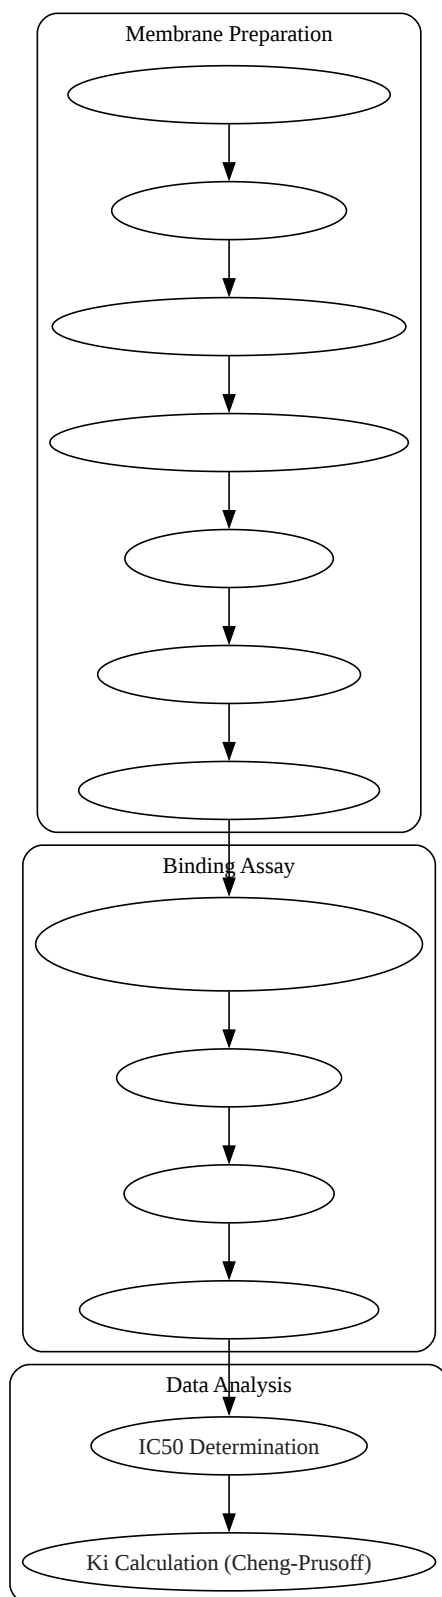 Membrane Preparation
Binding Assay
Data Analysis
IC50 Determination
Ki Calculation (Cheng-Prusoff)